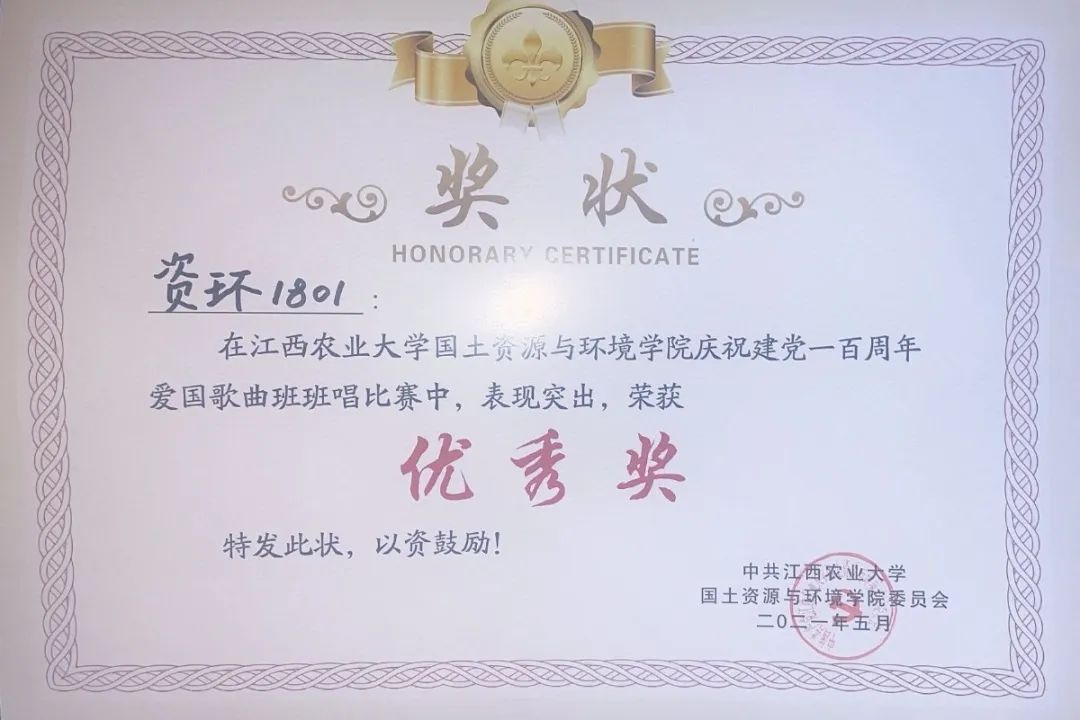 奖状
HONORARY CERTIFICATE
资环1801：
在江西农业大学国土资源与环境学院庆祝建党一百周年
爱国歌曲班班唱比赛中，表现突出，荣获
优秀奖
特发此状，以资鼓励！
中共江西农业大学
国土资源与环境学院委员会
二〇二一年五月